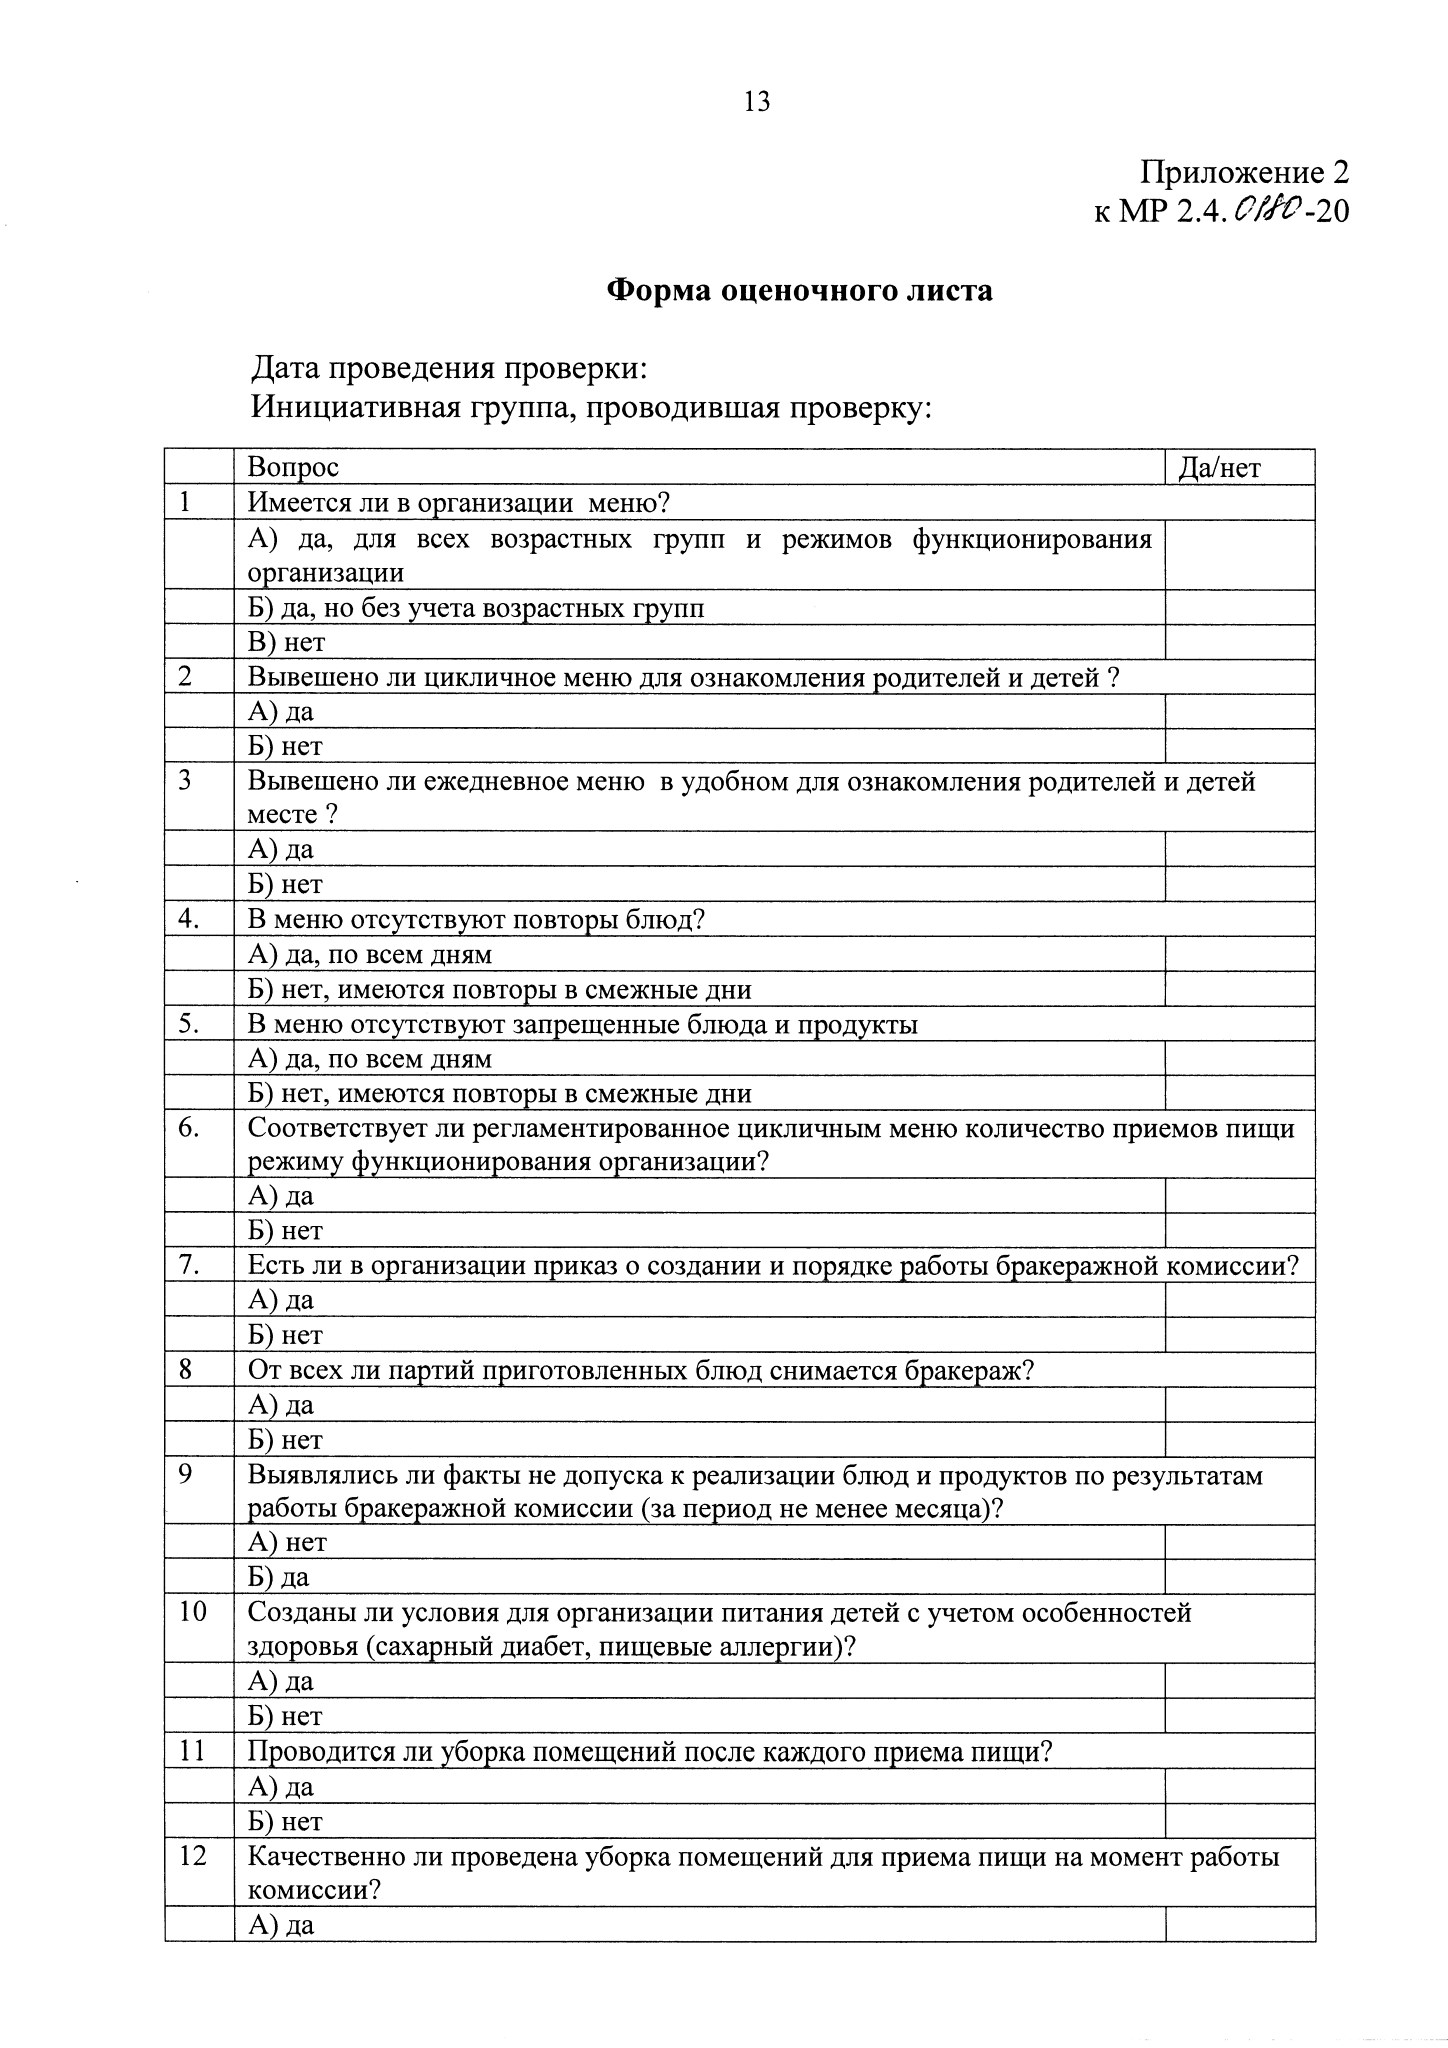 13
Приложение 2
к МР 2.4.0180-20
Форма оценочного листа
Дата проведения проверки:
Инициативная группа, проводившая проверку:
Вопрос Да/нет
1 Имеется ли в организации меню?
А) да, для всех возрастных групп и режимов функционирования
организации
Б) да, но без учета возрастных групп
В) нет
2 Вывешено ли цикличное меню для ознакомления родителей и детей ?
А) да
Б) нет
3 Вывешено ли ежедневное меню в удобном для ознакомления родителей и детей
месте ?
А) да
Б) нет
4. В меню отсутствуют повторы блюд?
А) да, по всем дням
Б) нет, имеются повторы в смежные дни
5. В меню отсутствуют запрещенные блюда и продукты
А) да, по всем дням
Б) нет, имеются повторы в смежные дни
6. Соответствует ли регламентированное цикличным меню количество приемов пищи
режиму функционирования организации?
А) да
Б) нет
7. Есть ли в организации приказ о создании и порядке работы бракеражной комиссии?
А) да
Б) нет
8 От всех ли партий приготовленных блюд снимается бракераж?
А) да
Б) нет
9 Выявлялись ли факты не допуска к реализации блюд и продуктов по результатам
работы бракеражной комиссии (за период не менее месяца)?
А) нет
Б) да
10 Созданы ли условия для организации питания детей с учетом особенностей
здоровья (сахарный диабет, пищевые аллергии)?
А) да
Б) нет
11 Проводится ли уборка помещений после каждого приема пищи?
А) да
Б) нет
12 Качественно ли проведена уборка помещений для приема пищи на момент работы
комиссии?
А) да